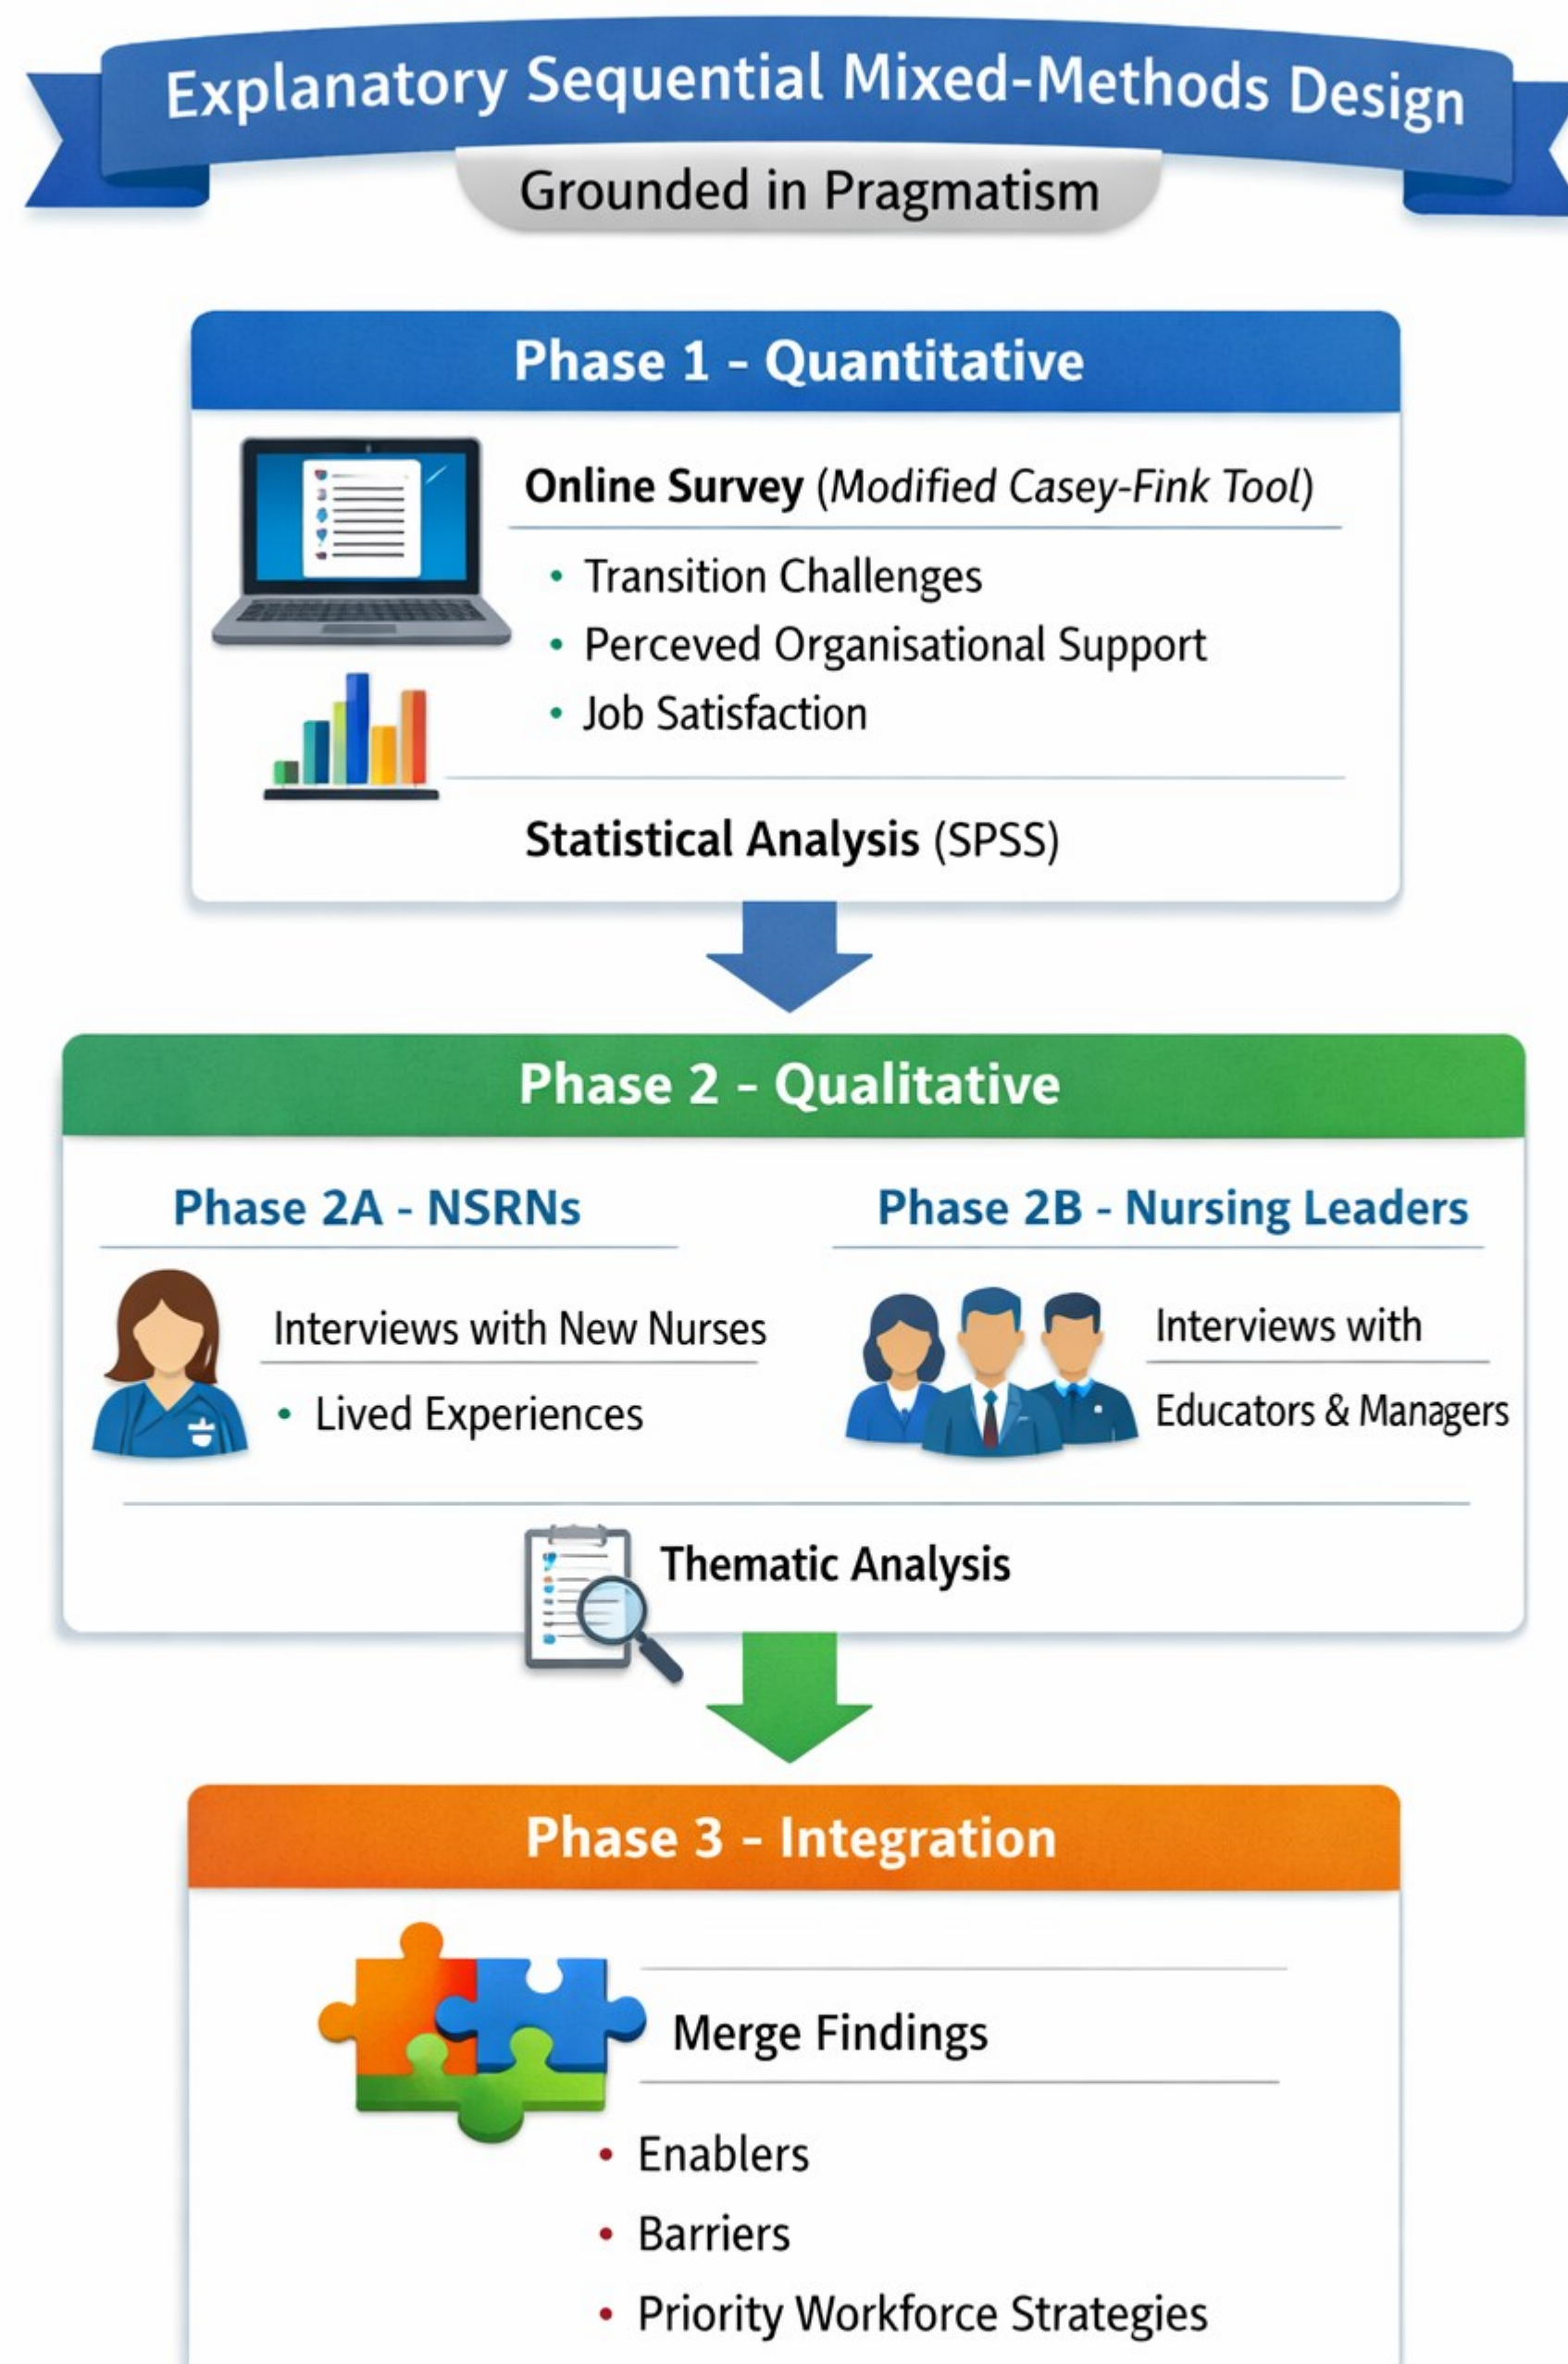 Explanatory Sequential Mixed-Methods Design
Grounded in Pragmatism
Phase 1 - Quantitative
Online Survey (Modified Casey-Fink Tool)
• Transition Challenges
• Perceved Organisational Support
• Job Satisfaction
Statistical Analysis (SPSS)
Phase 2 - Qualitative
Phase 2A - NSRNs
Interviews with New Nurses
• Lived Experiences
Phase 2B - Nursing Leaders
Interviews with
Educators & Managers
Thematic Analysis
Phase 3 - Integration
Merge Findings
• Enablers
• Barriers
• Priority Workforce Strategies